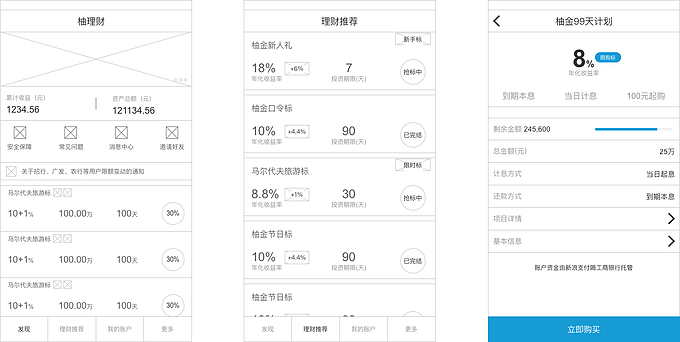 柚理财
累计收益（元）
1234.56
资产总额（元）
121134.56
安全保障 常见问题 消息中心 邀请好友
关于招行、广发、农行等用户限额变动的通知
马尔代夫旅游标
10+1% 100.00万 100天 30%
马尔代夫旅游标
10+1% 100.00万 100天 30%
马尔代夫旅游标
10+1% 100.00万 100天 30%
发现 理财推荐 我的账户 更多
理财推荐
柚金新人礼 新手标
18% +6% 7 抢标中
年化收益率 投资期限(天)
柚金口令标
10% +4.4% 90 已完结
年化收益率 投资期限(天)
马尔代夫旅游标 限时标
8.8% +1% 30 抢标中
年化收益率 投资期限(天)
柚金节日标
10% +4.4% 90 已完结
年化收益率 投资期限(天)
柚金节日标
发现 理财推荐 我的账户 更多
柚金99天计划
8% 限购标
年化收益率
到期本息 当日计息 100元起购
剩余金额 245,600
总金额(元) 25万
计息方式 当日起息
还款方式 到期本息
项目详情
基本信息
账户资金由新浪支付喝工商银行托管
立即购买